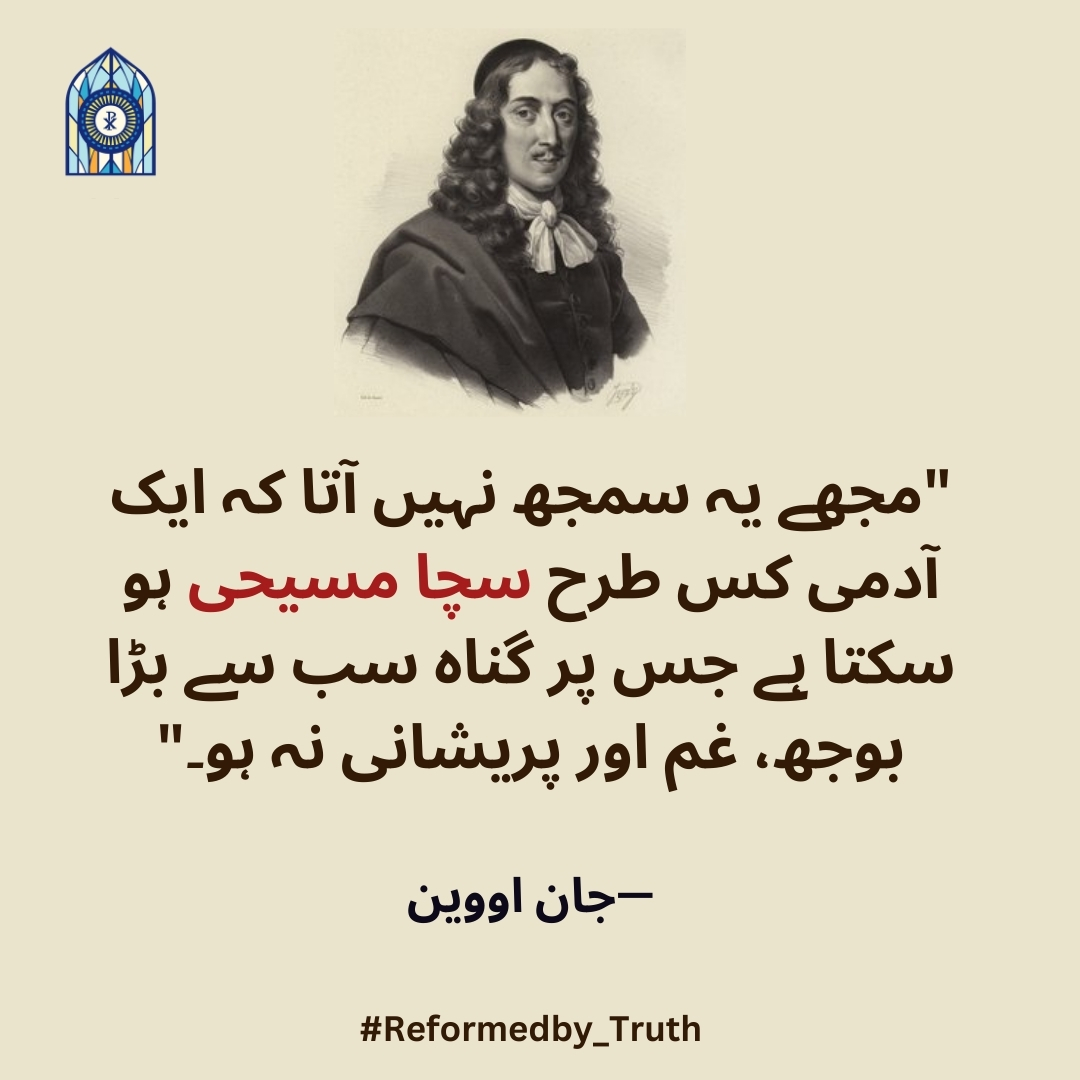 "مجھے یہ سمجھ نہیں آتا کہ ایک
آدمی کس طرح سچا مسیحی ہو
سکتا ہے جس پر گناہ سب سے بڑا
بوجھ، غم اور پریشانی نہ ہو۔"
—جان اووین
#Reformedby_Truth